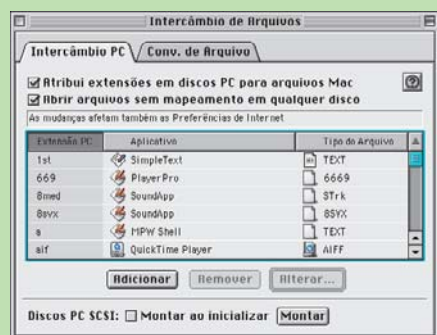 Intercâmbio de Arquivos
Intercâmbio PC Conv. de Arquivo
Atribui extensões em discos PC para arquivos Mac
Abrir arquivos sem mapeamento em qualquer disco
As mudanças afetam também as Preferências de Internet
Extensão PC Aplicativo Tipo do Arquivo
1st SimpleText TEXT
669 PlayerPro 6669
8med SoundApp STrk
8svx SoundApp 8SVX
a MPW Shell TEXT
aif QuickTime Player AIFF
Adicionar Remover Alterar...
Discos PC SCSI: Montar ao inicializar Montar